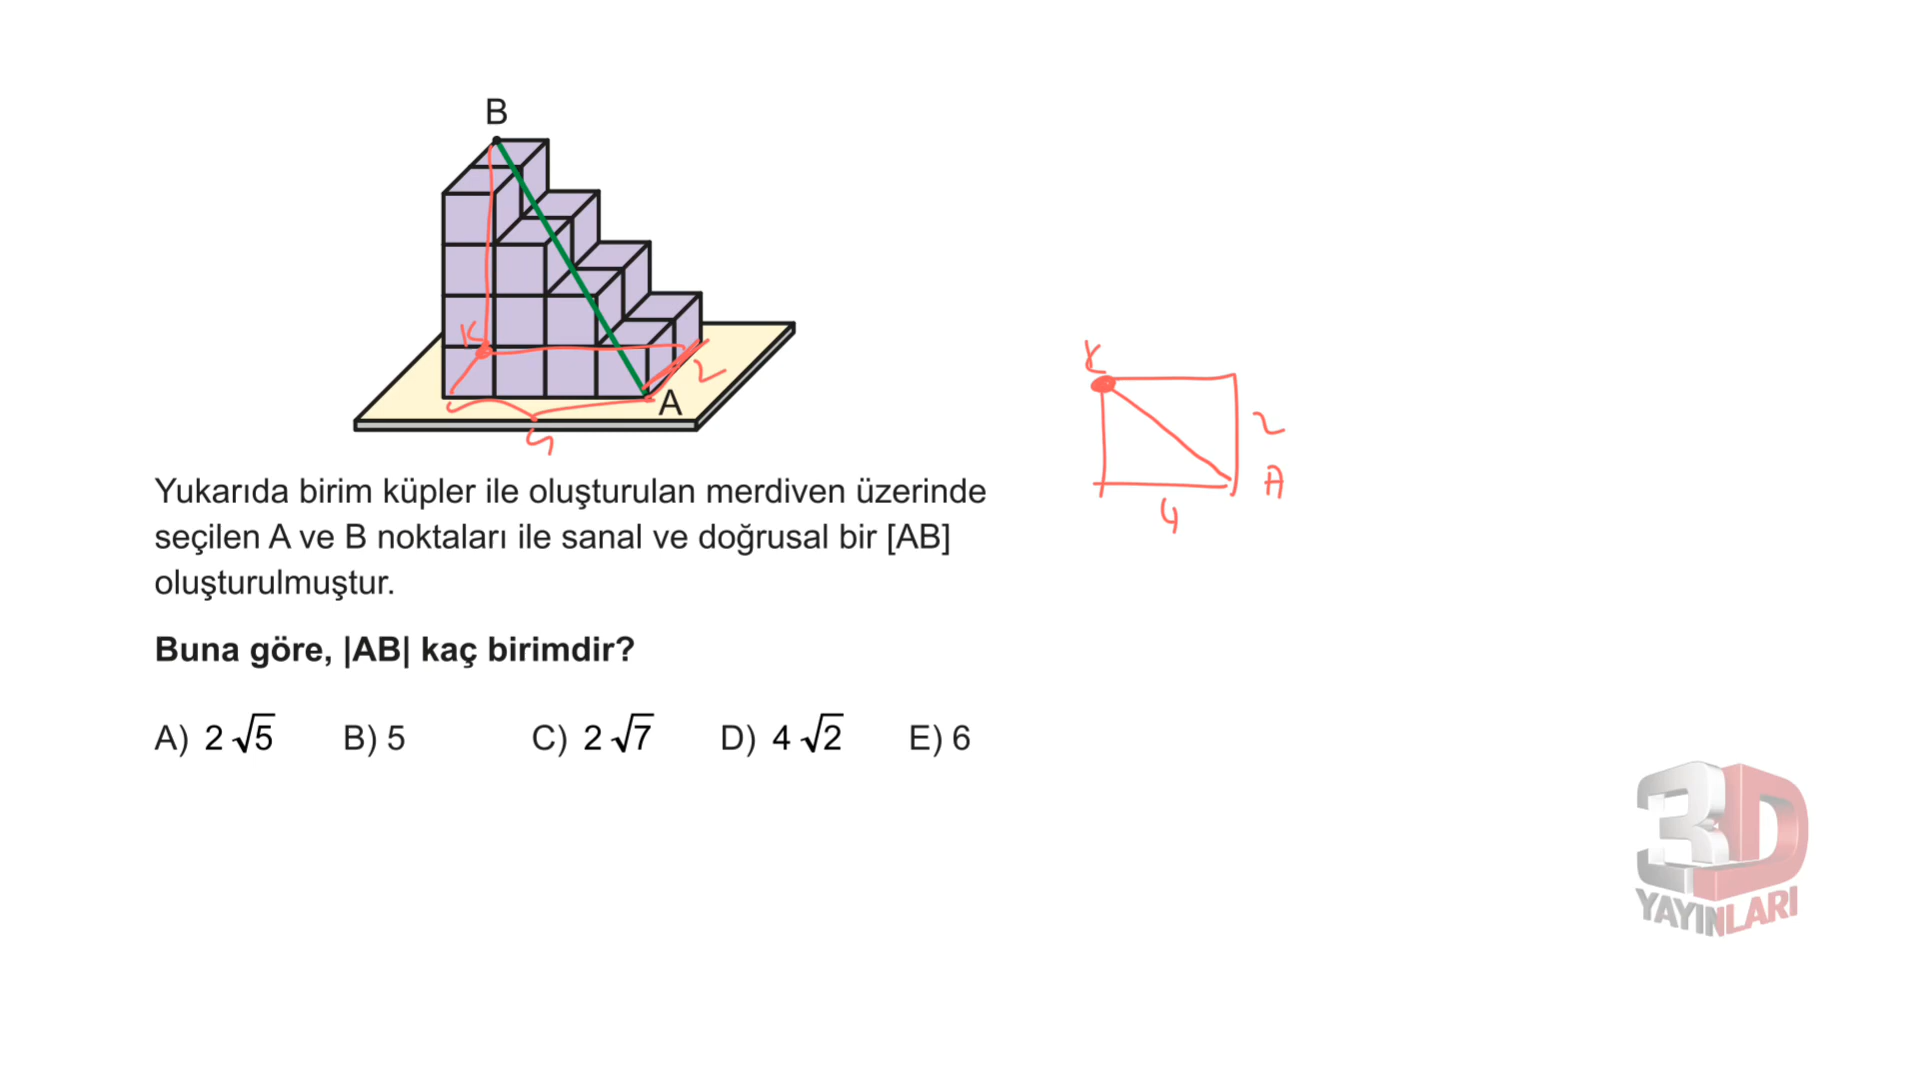 B
K
2
A
4
Yukarıda birim küpler ile oluşturulan merdiven üzerinde
seçilen A ve B noktaları ile sanal ve doğrusal bir [AB]
oluşturulmuştur.
Buna göre, |AB| kaç birimdir?
A) 2√5 B) 5 C) 2√7 D) 4√2 E) 6
K
2
A
4
3D
YAYINLARI